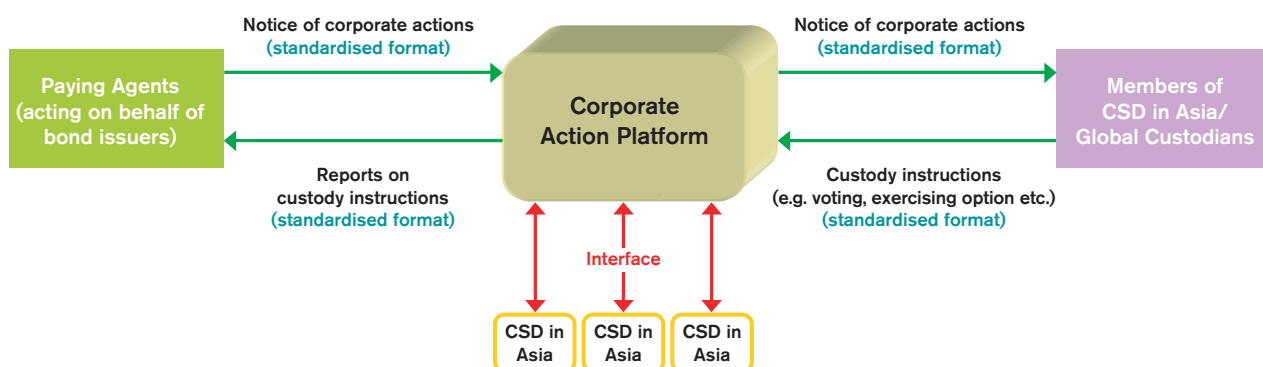 Notice of corporate actions
(standardised format)
Notice of corporate actions
(standardised format)
Paying Agents
(acting on behalf of
bond issuers)
Corporate
Action Platform
Members of
CSD in Asia/
Global Custodians
Reports on
custody instructions
(standardised format)
Custody instructions
(e.g. voting, exercising option etc.)
(standardised format)
Interface
CSD in
Asia
CSD in
Asia
CSD in
Asia